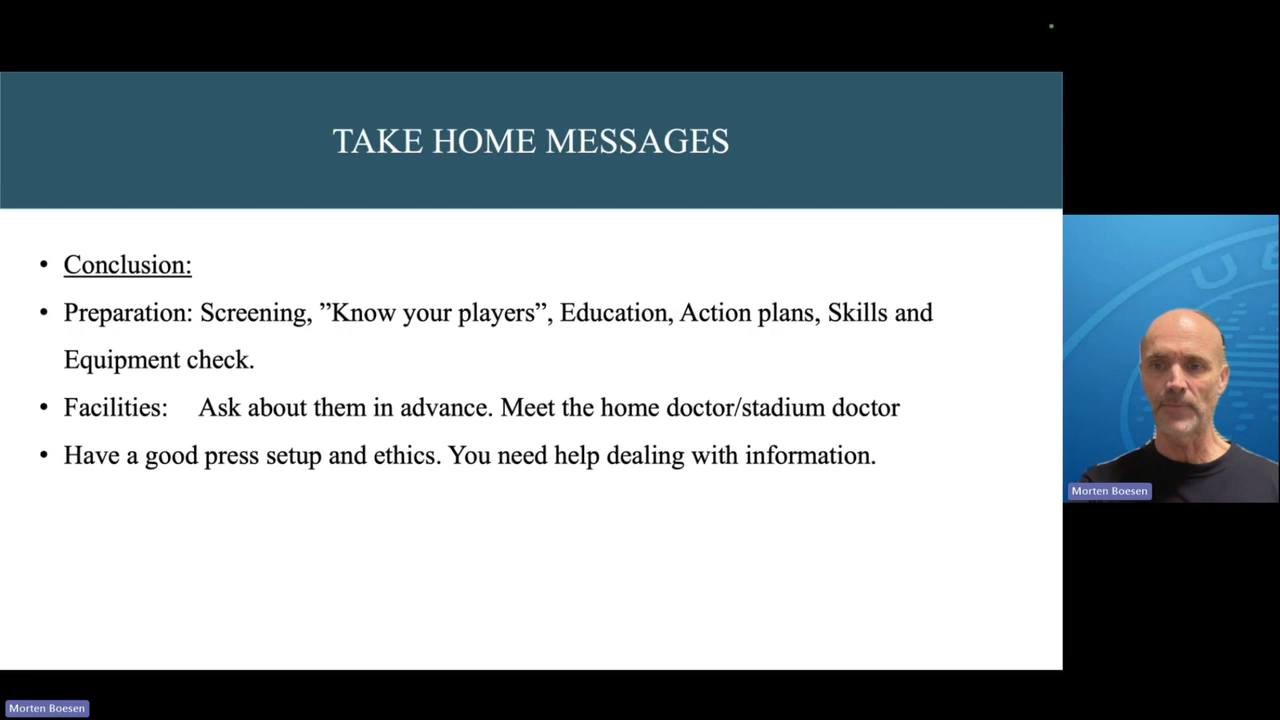 TAKE HOME MESSAGES
• Conclusion:
• Preparation: Screening, ”Know your players”, Education, Action plans, Skills and
Equipment check.
• Facilities: Ask about them in advance. Meet the home doctor/stadium doctor
• Have a good press setup and ethics. You need help dealing with information.
U E
Morten Boesen
Morten Boesen